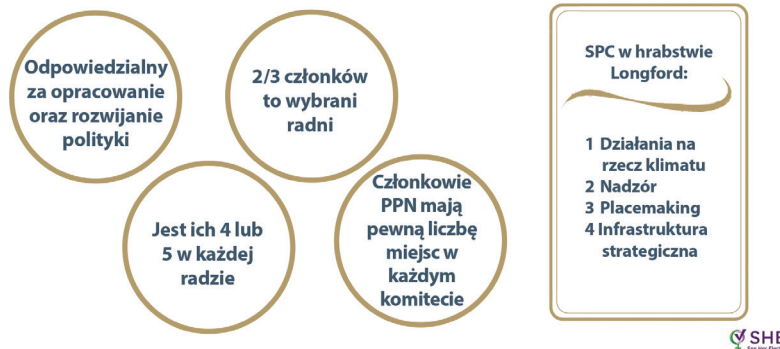 Odpowiedzialny
za opracowanie
oraz rozwijanie
polityki
2/3 członków
to wybrani
radni
Jest ich 4 lub
5 w każdej
radzie
Członkowie
PPN mają
pewną liczbę
miejsc w
każdym
komitecie
SPC w hrabstwie
Longford:
1 Działania na
rzecz klimatu
2 Nadzór
3 Placemaking
4 Infrastruktura
strategiczna